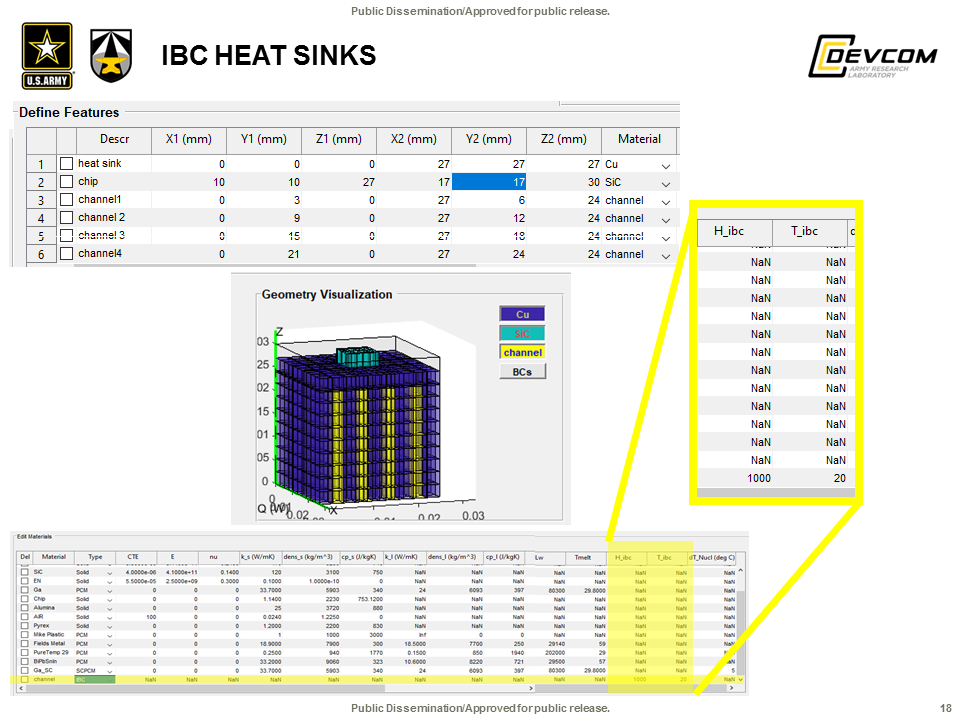 Public Dissemination/Approved for public release.
U.S.ARMY
IBC HEAT SINKS
DEVCOM
ARMY RESEARCH
LABORATORY
Define Features
Descr X1 (mm) Y1 (mm) Z1 (mm) X2 (mm) Y2 (mm) Z2 (mm) Material
1 heat sink 0 0 0 27 27 27 Cu
2 chip 10 10 27 17 17 30 SiC
3 channel1 0 3 0 27 6 24 channel
4 channel 2 0 9 0 27 12 24 channel
5 channel 3 0 15 0 27 18 24 channel
6 channel4 0 21 0 27 24 24 channel
H_ibc T_ibc
NaN NaN
NaN NaN
NaN NaN
NaN NaN
NaN NaN
NaN NaN
NaN NaN
NaN NaN
NaN NaN
NaN NaN
NaN NaN
NaN NaN
1000 20
Geometry Visualization
Cu
SiC
channel
BCs
Z
03
25
02
15
01
05
0
0
0.01
Q (W)
0.02
X
0.01
0.02
0.03
Edit Materials
Del Material Type CTE E nu k_s (W/mK) dens_s (kg/m^3) cp_s (J/kgK) k_l (W/mK) dens_l (kg/m^3) cp_l (J/kgK) Lw Tmelt H_ibc T_ibc dT_Nucl (deg C)
SiC Solid 4.0000e-06 4.1000e+11 0.1400 120 3100 750 NaN NaN NaN NaN NaN NaN NaN NaN
EN Solid 5.5000e-05 2.5000e+09 0.3000 0.1000 1.0000e-10 0 NaN NaN NaN NaN NaN NaN NaN NaN
Ga PCM 0 0 0 33.7000 5903 340 24 6093 397 80300 29.8000 NaN NaN NaN
Chip Solid 0 0 0 1.1400 2230 753.1200 NaN NaN NaN NaN NaN NaN NaN NaN
Alumina Solid 0 0 0 25 3720 880 NaN NaN NaN NaN NaN NaN NaN NaN
AIR Solid 100 0 0 0.0240 1.2250 0 NaN NaN NaN NaN NaN NaN NaN NaN
Pyrex Solid 0 0 0 1.2000 2200 830 NaN NaN NaN NaN NaN NaN NaN NaN
Mike Plastic PCM 0 0 0 1 1000 3000 Inf 0 0 NaN NaN NaN NaN NaN
Fields Metal PCM 0 0 0 18.9000 7900 300 18.5000 7700 250 29140 59 NaN NaN NaN
PureTemp 29 PCM 0 0 0 0.2500 940 1770 0.1500 850 1940 202000 29 NaN NaN NaN
BiPbSnIn PCM 0 0 0 33.2000 9060 323 10.6000 8220 721 29500 57 NaN NaN NaN
Ga_SC SCPCM 0 0 0 33.7000 5903 340 24 6093 397 80300 29.8000 NaN NaN 5
channel IBC NaN NaN NaN NaN NaN NaN NaN NaN NaN NaN NaN 1000 20 NaN
Public Dissemination/Approved for public release.
18